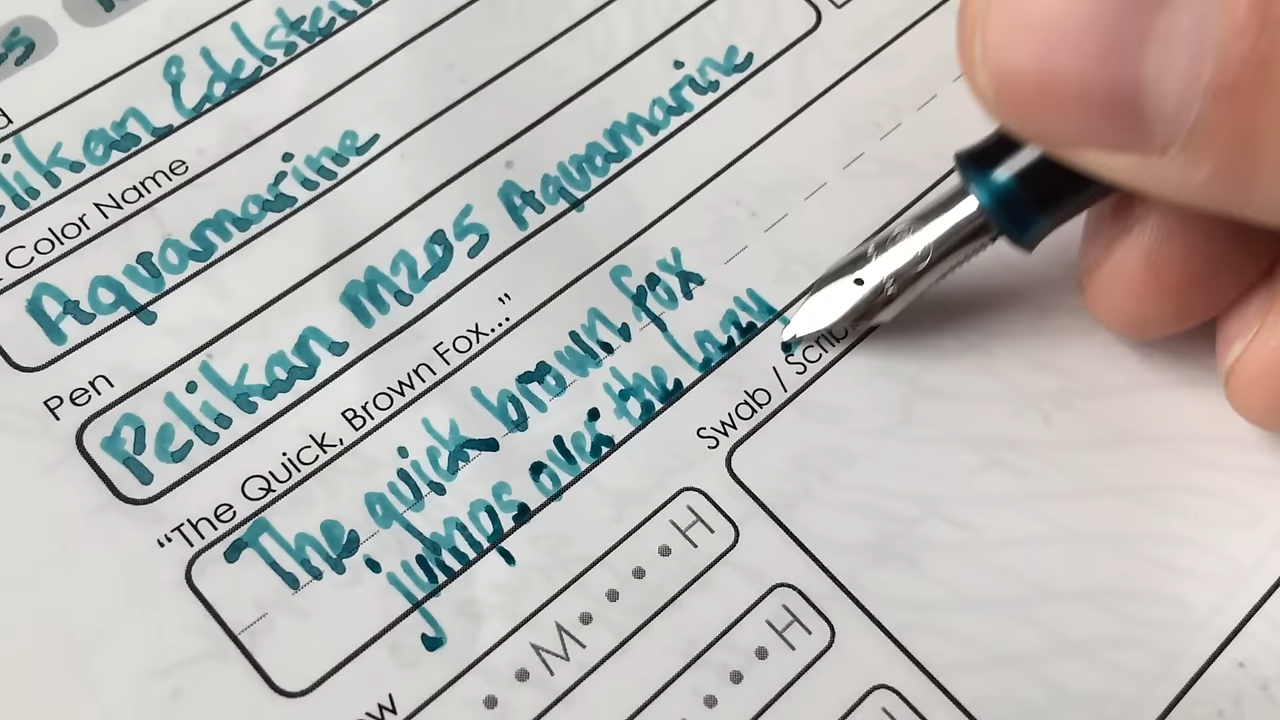 Pelikan Edelstein
Color Name
Aquamarine
Pen
Pelikan M205 Aquamarine
"The Quick, Brown Fox..."
The quick brown fox
jumps over the lazy
Swab / Scrib
M H
H